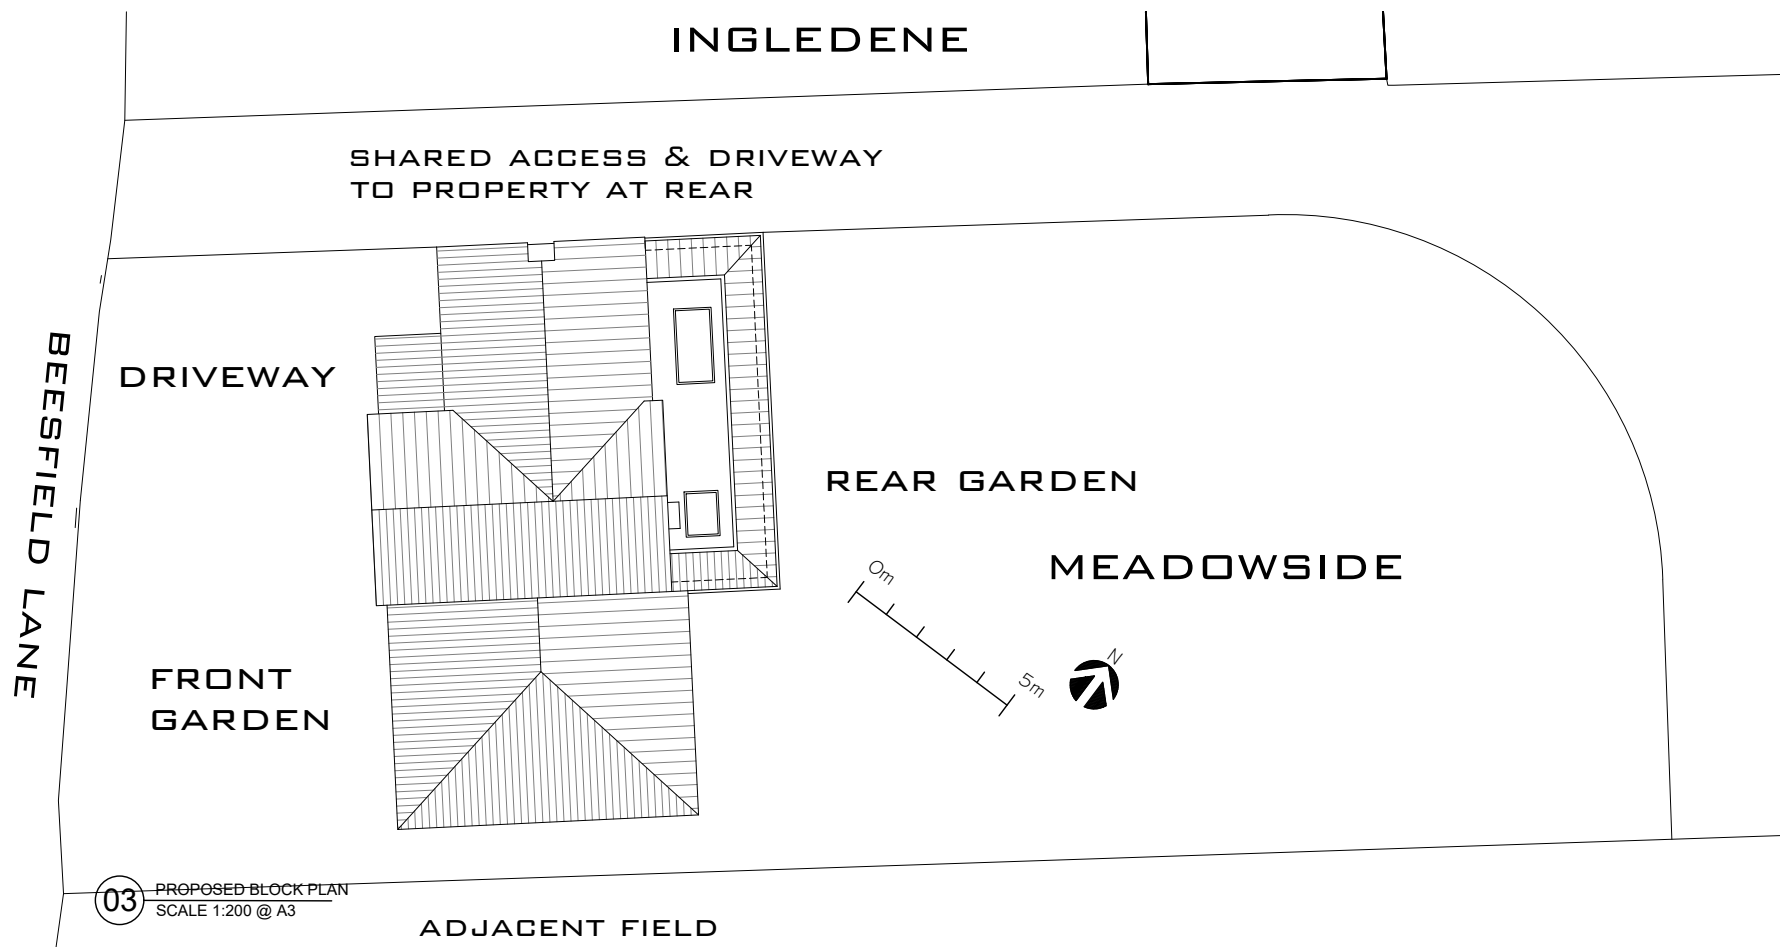 INGLEDENE
SHARED ACCESS & DRIVEWAY
TO PROPERTY AT REAR
BEESFIELD LANE
DRIVEWAY
REAR GARDEN
MEADOWSIDE
0m
5m
N
FRONT
GARDEN
03
PROPOSED BLOCK PLAN
SCALE 1:200 @ A3
ADJACENT FIELD